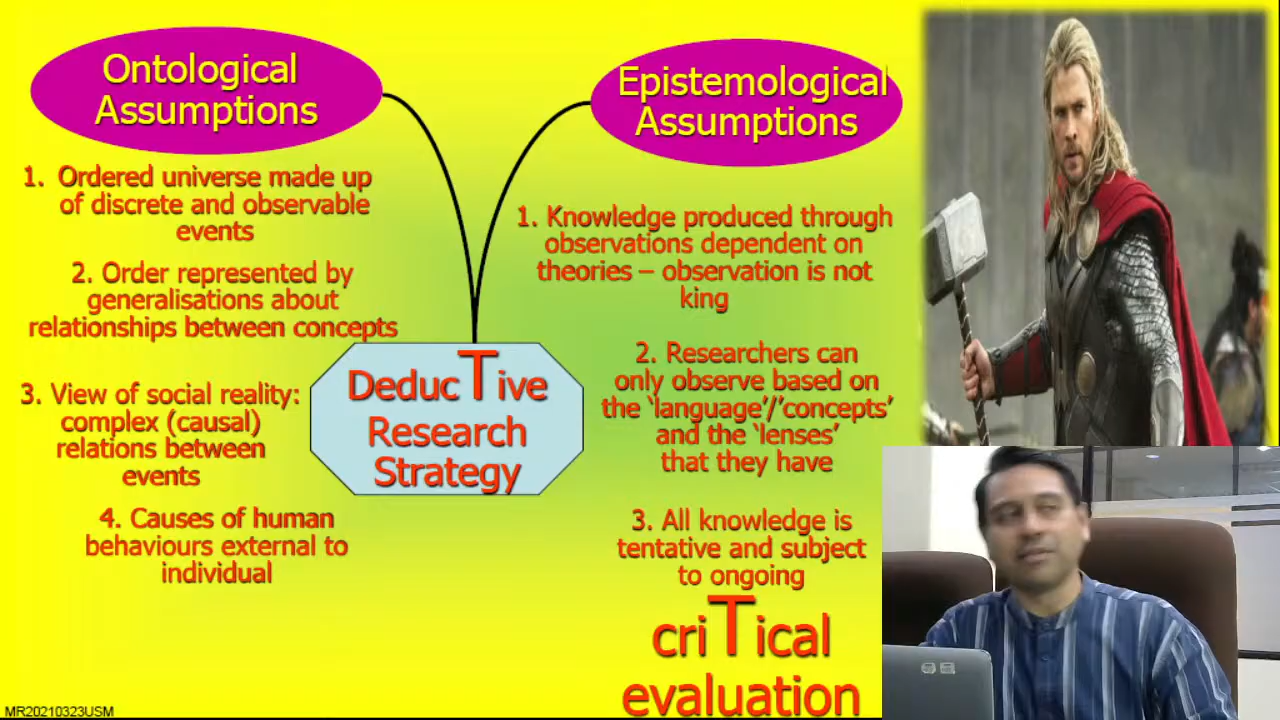 Ontological
Assumptions
1. Ordered universe made up
of discrete and observable
events
2. Order represented by
generalisations about
relationships between concepts
3. View of social reality:
complex (causal)
relations between
events
4. Causes of human
behaviours external to
individual
DeducTive
Research
Strategy
Epistemological
Assumptions
1. Knowledge produced through
observations dependent on
theories – observation is not
king
2. Researchers can
only observe based on
the ‘language’/’concepts’
and the ‘lenses’
that they have
3. All knowledge is
tentative and subject
to ongoing
criTical
evaluation
MR20210323USM